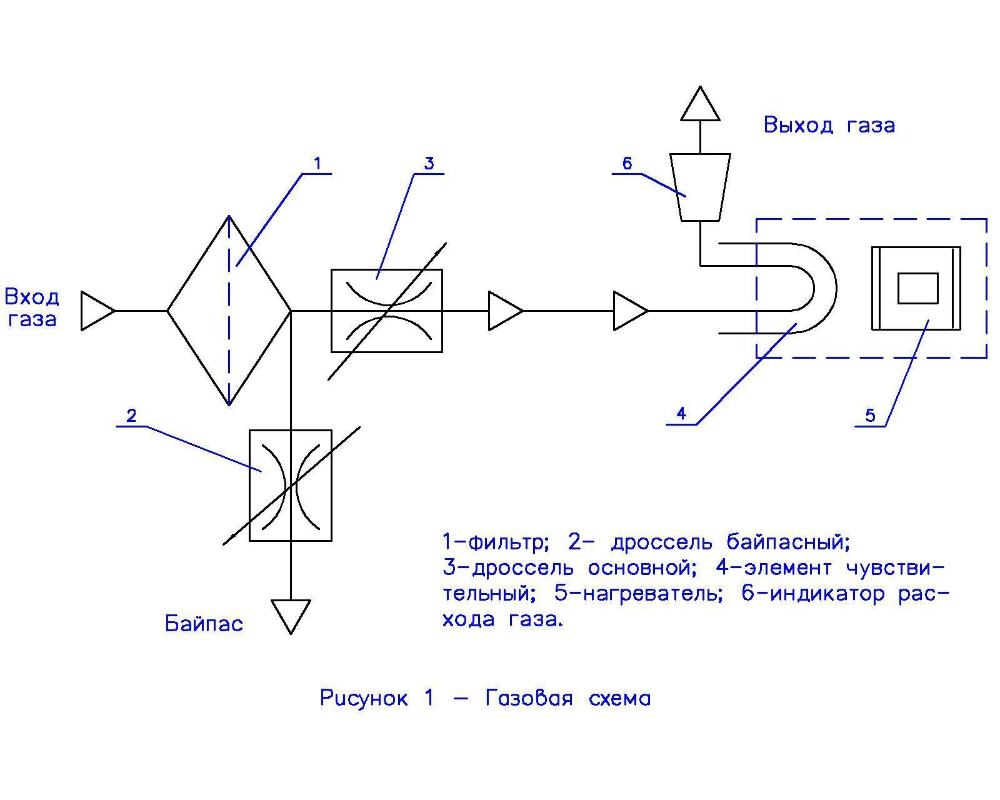 Выход газа
1
3
6
Вход
газа
2
4
5
1-фильтр; 2- дроссель байпасный;
3-дроссель основной; 4-элемент чувстви-
тельный; 5-нагреватель; 6-индикатор рас-
хода газа.
Байпас
Рисунок 1 - Газовая схема